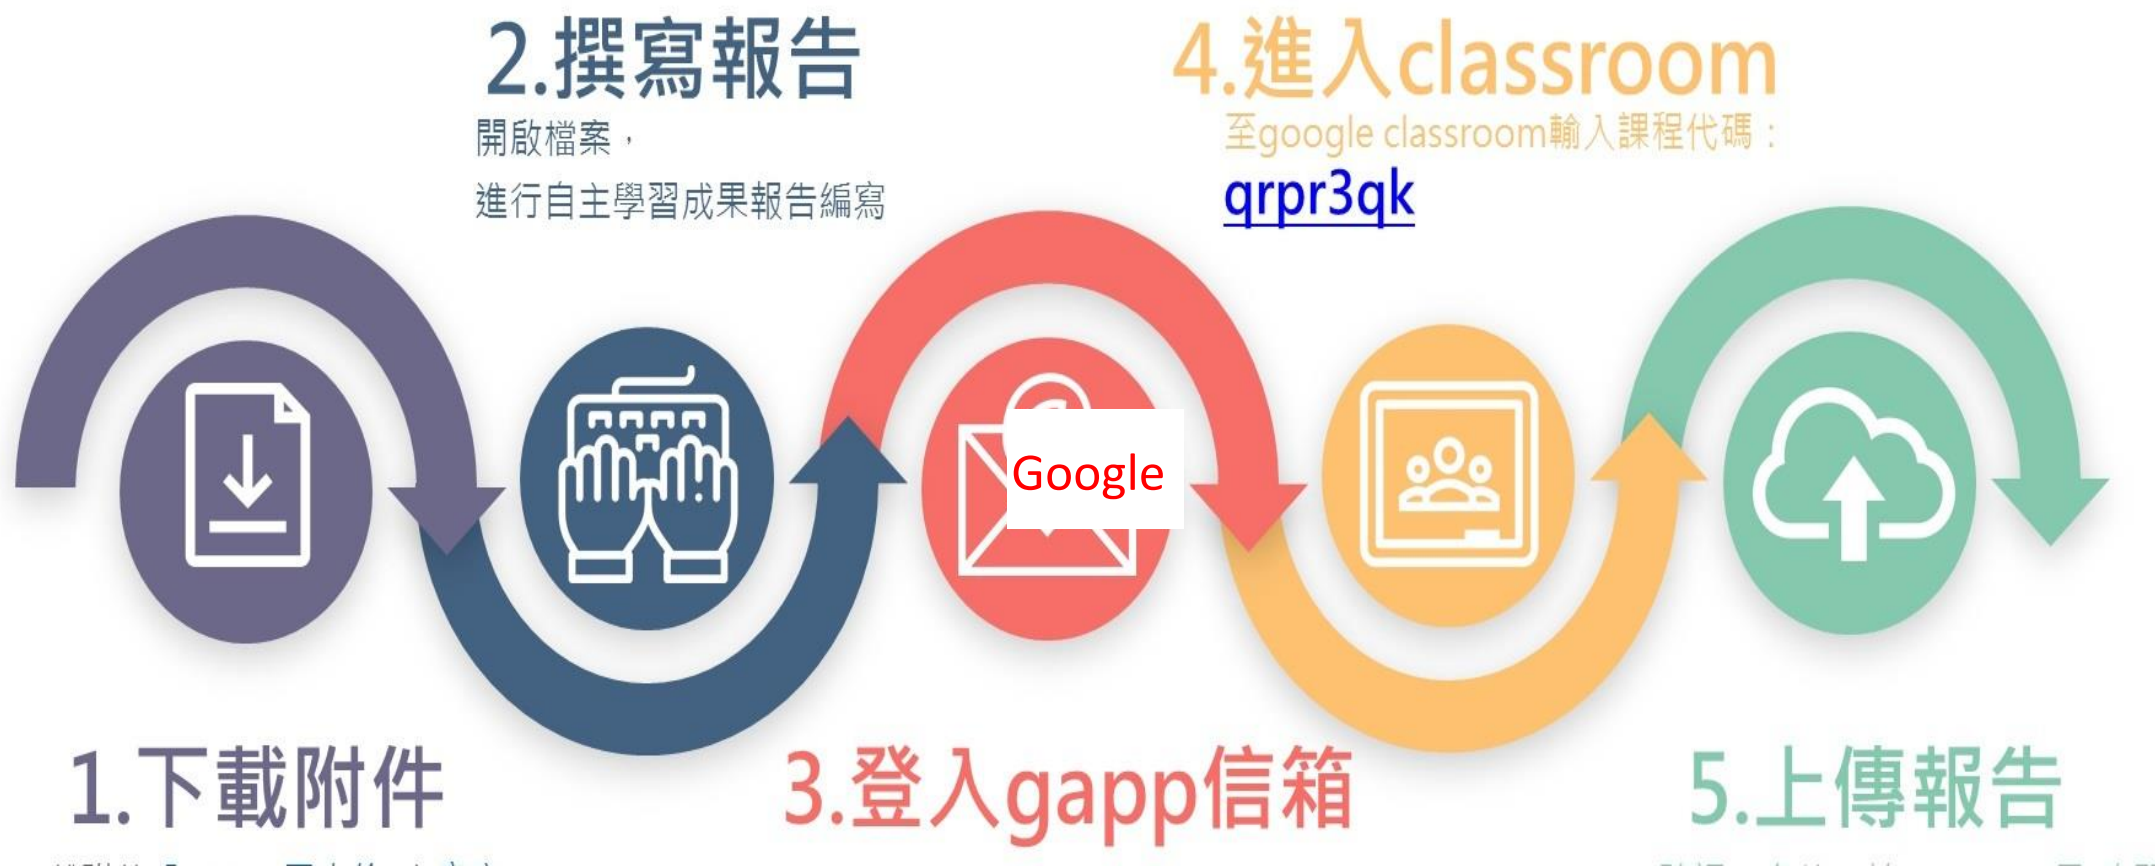 2.撰寫報告
開啟檔案，
進行自主學習成果報告編寫
4.進入classroom
至google classroom輸入課程代碼：
qrpr3qk
Google
1.下載附件
3.登入gapp信箱
5.上傳報告